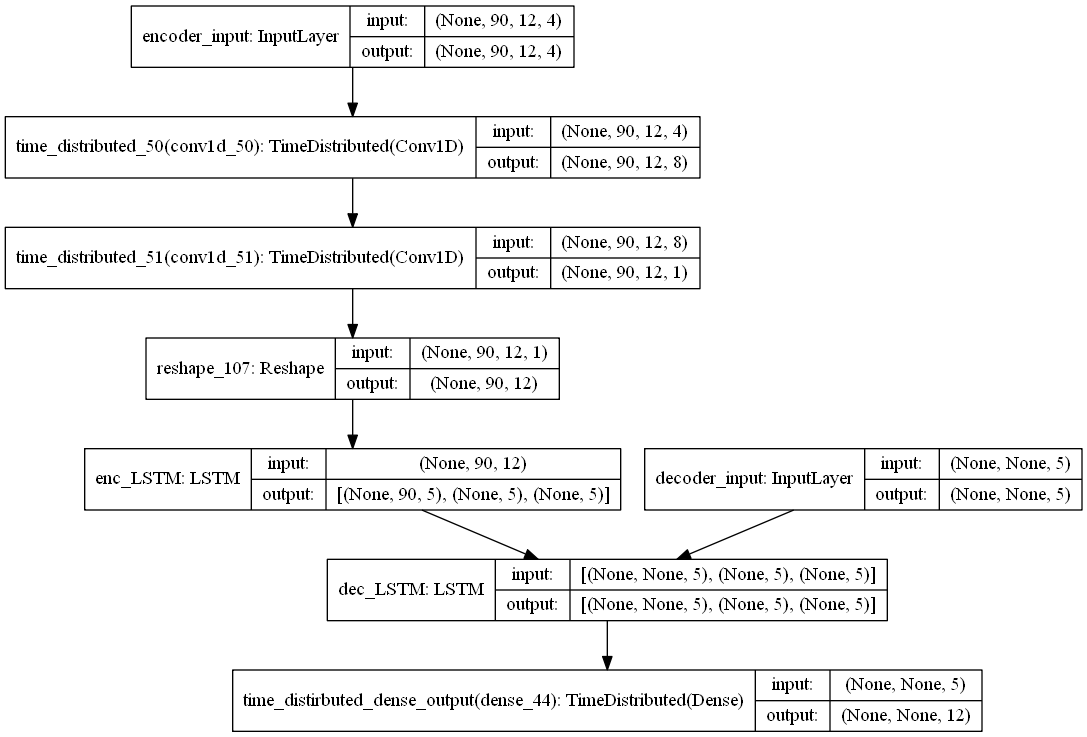 encoder_input: InputLayer
input: (None, 90, 12, 4)
output: (None, 90, 12, 4)
time_distributed_50(conv1d_50): TimeDistributed(Conv1D)
input: (None, 90, 12, 4)
output: (None, 90, 12, 8)
time_distributed_51(conv1d_51): TimeDistributed(Conv1D)
input: (None, 90, 12, 8)
output: (None, 90, 12, 1)
reshape_107: Reshape
input: (None, 90, 12, 1)
output: (None, 90, 12)
enc_LSTM: LSTM
input: (None, 90, 12)
output: [(None, 90, 5), (None, 5), (None, 5)]
decoder_input: InputLayer
input: (None, None, 5)
output: (None, None, 5)
dec_LSTM: LSTM
input: [(None, None, 5), (None, 5), (None, 5)]
output: [(None, None, 5), (None, 5), (None, 5)]
time_distirbuted_dense_output(dense_44): TimeDistributed(Dense)
input: (None, None, 5)
output: (None, None, 12)